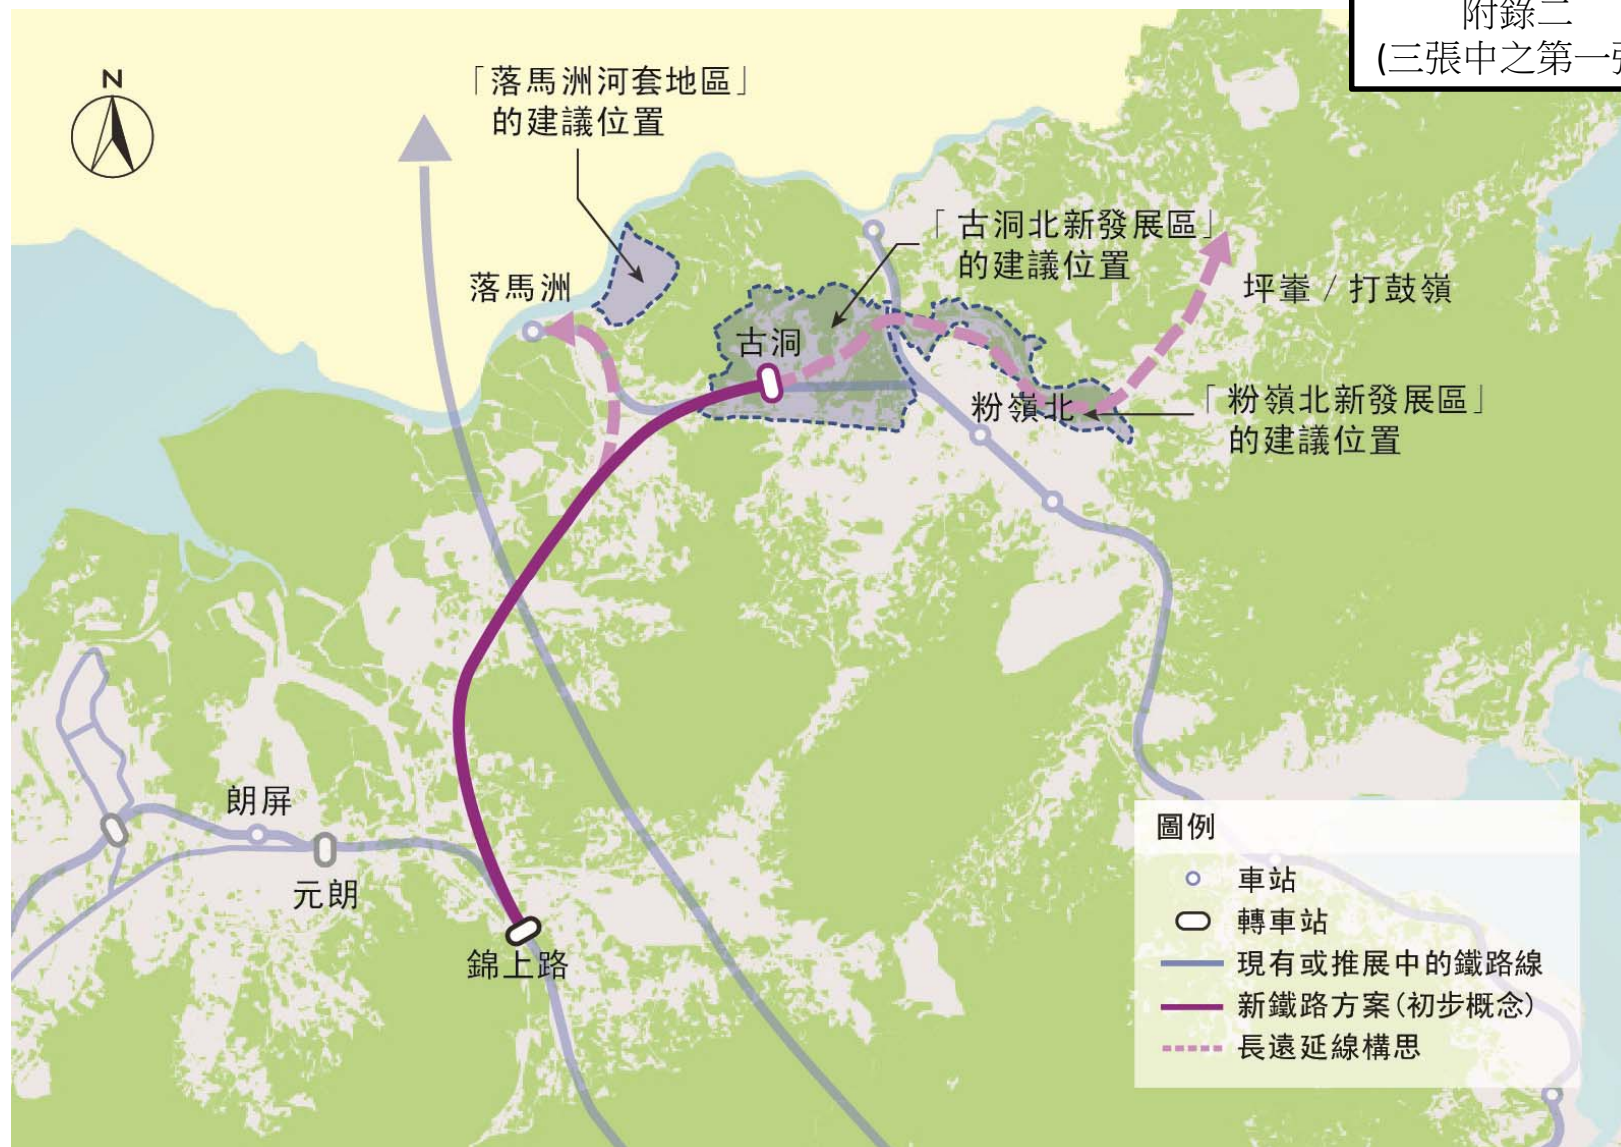 附錄二
(三張中之第一張
N
「落馬洲河套地區」
的建議位置
「古洞北新發展區」
的建議位置
落馬洲
坪輋 / 打鼓嶺
古洞
粉嶺北
「粉嶺北新發展區」
的建議位置
朗屏
元朗
錦上路
圖例
車站
轉車站
現有或推展中的鐵路線
新鐵路方案(初步概念)
長遠延線構思